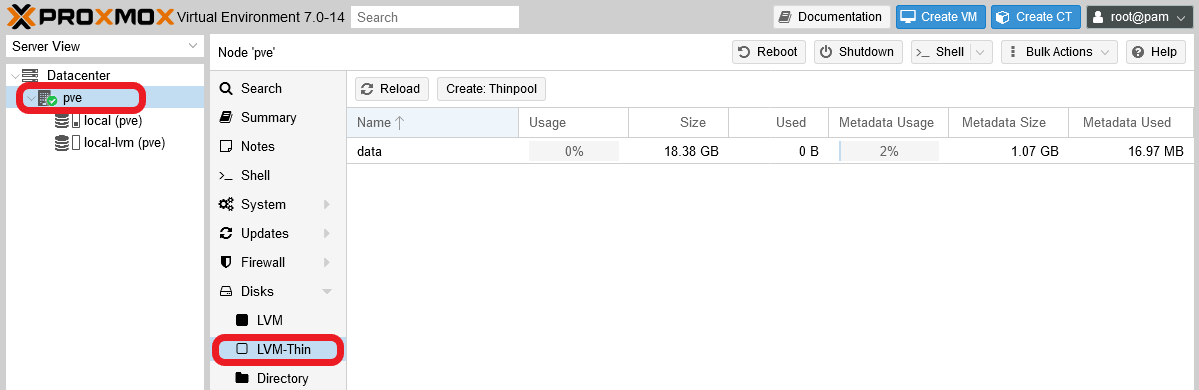 PROXMOX Virtual Environment 7.0-14 Search Documentation Create VM Create CT root@pam
Server View
Node 'pve' Reboot Shutdown >_ Shell Bulk Actions Help
Datacenter
pve
local (pve)
local-lvm (pve)
Search
Summary
Notes
>_ Shell
System
Updates
Firewall
Disks
LVM
LVM-Thin
Directory
Reload Create: Thinpool
Name ↑ Usage Size Used Metadata Usage Metadata Size Metadata Used
data 0% 18.38 GB 0 B 2% 1.07 GB 16.97 MB